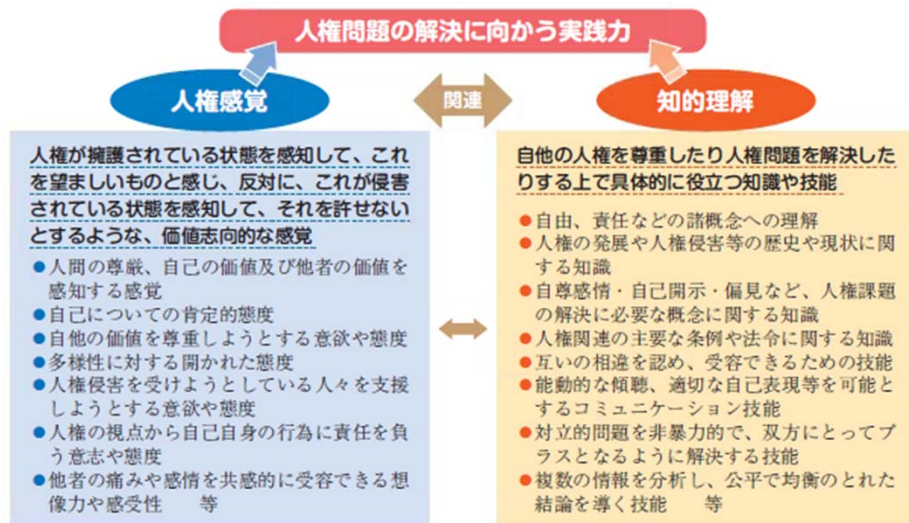 人権問題の解決に向かう実践力
人権感覚
関連
知的理解
人権が擁護されている状態を感知して、これ
を望ましいものと感じ、反対に、これが侵害
されている状態を感知して、それを許せない
とするような、価値志向的な感覚
●人間の尊厳、自己の価値及び他者の価値を
感知する感覚
●自己についての肯定的態度
●自他の価値を尊重しようとする意欲や態度
●多様性に対する開かれた態度
●人権侵害を受けようとしている人々を支援
しようとする意欲や態度
●人権の視点から自己自身の行為に責任を負
う意志や態度
●他者の痛みや感情を共感的に受容できる想
像力や感受性　　等
自他の人権を尊重したり人権問題を解決した
りする上で具体的に役立つ知識や技能
●自由、責任などの諸概念への理解
●人権の発展や人権侵害等の歴史や現状に関
する知識
●自尊感情・自己開示・偏見など、人権課題
の解決に必要な概念に関する知識
●人権関連の主要な条例や法令に関する知識
●互いの相違を認め、受容できるための技能
●能動的な傾聴、適切な自己表現等を可能と
するコミュニケーション技能
●対立的問題を非暴力的で、双方にとってプ
ラスとなるように解決する技能
●複数の情報を分析し、公平で均衡のとれた
結論を導く技能　　等